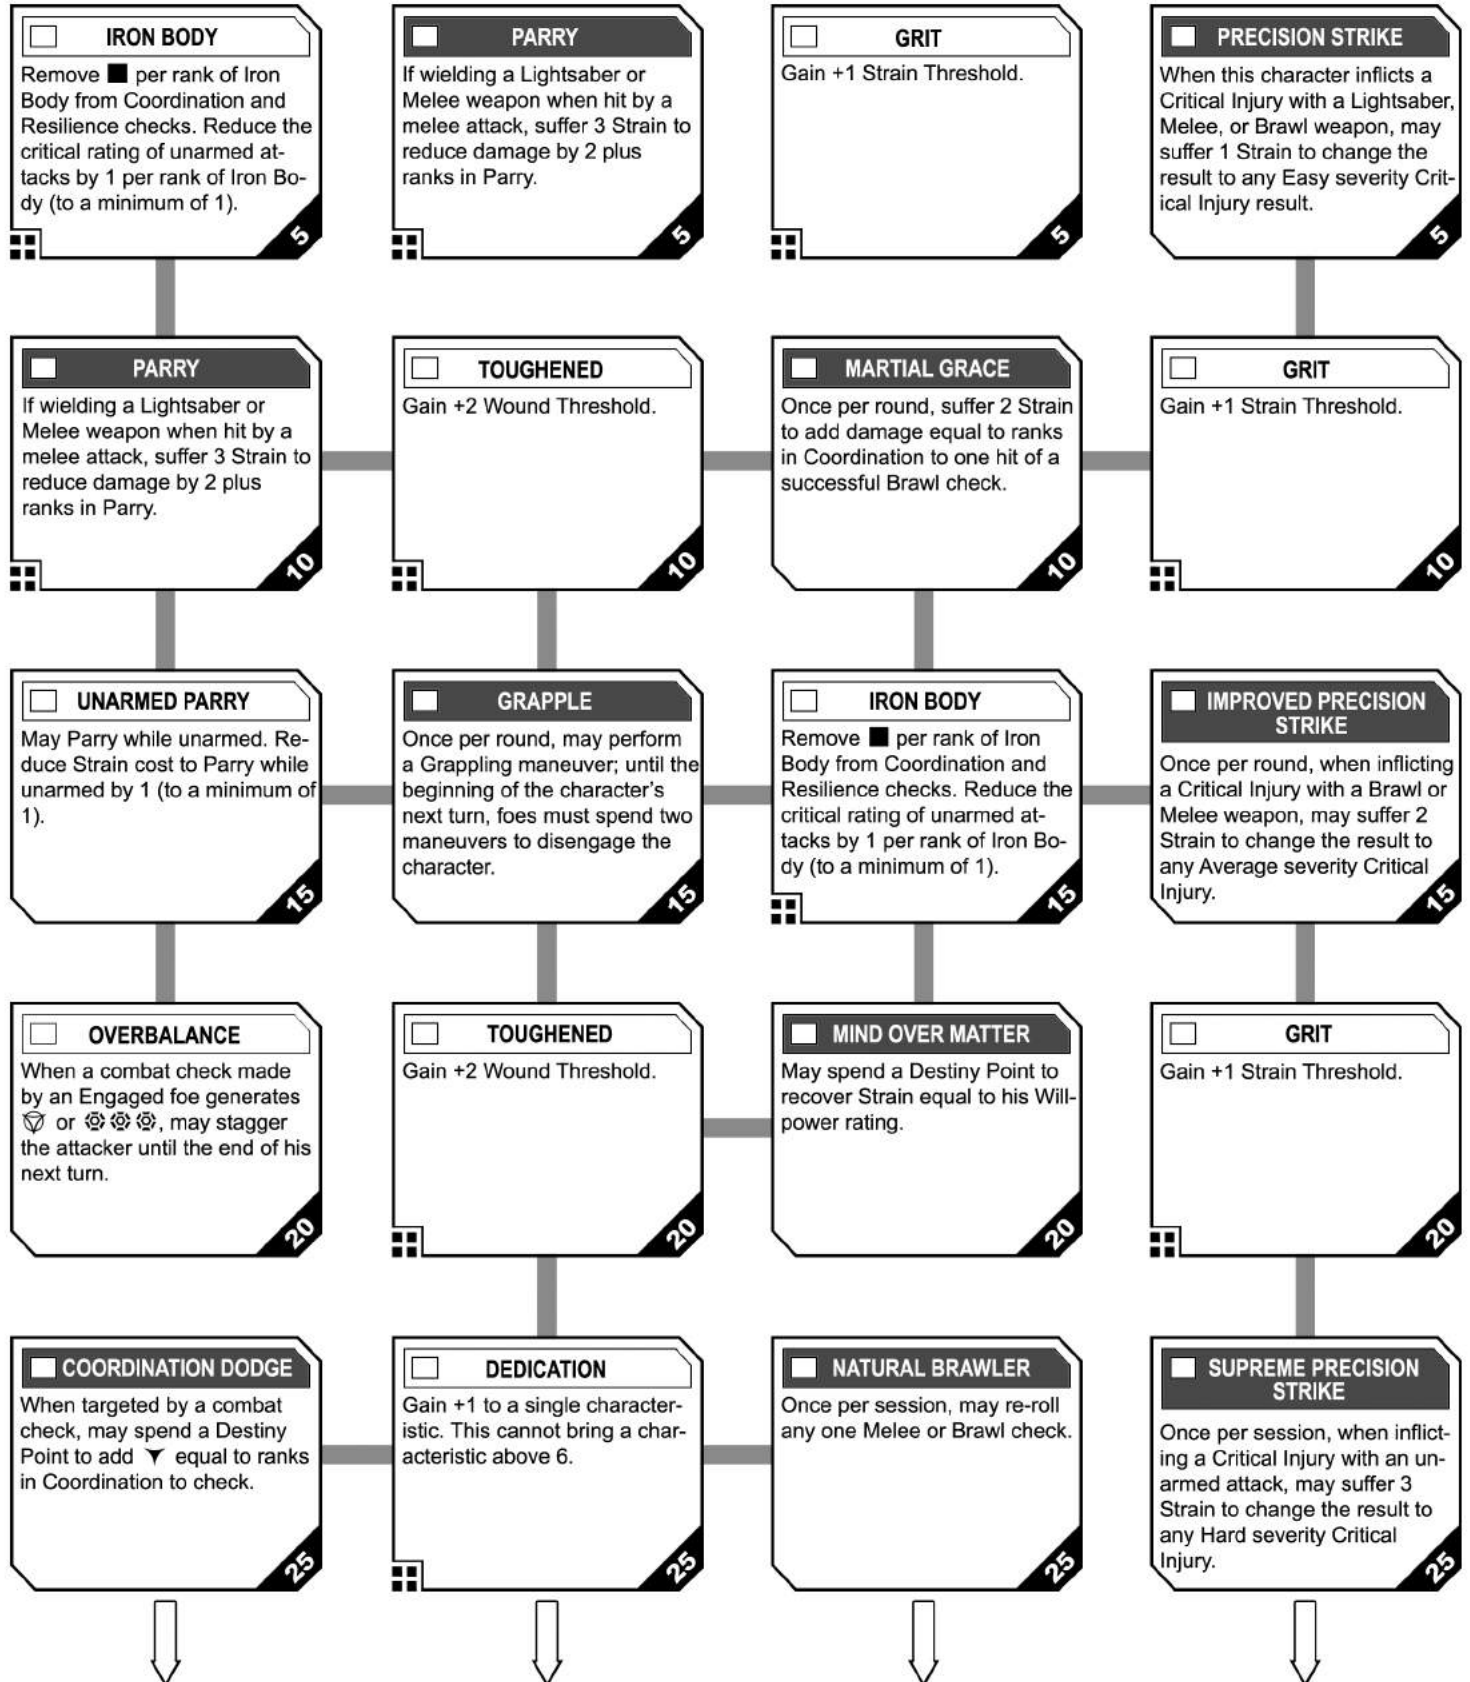 IRON BODY
Remove ■ per rank of Iron
Body from Coordination and
Resilience checks. Reduce the
critical rating of unarmed at-
tacks by 1 per rank of Iron Bo-
dy (to a minimum of 1).
5
PARRY
If wielding a Lightsaber or
Melee weapon when hit by a
melee attack, suffer 3 Strain to
reduce damage by 2 plus
ranks in Parry.
5
GRIT
Gain +1 Strain Threshold.
5
PRECISION STRIKE
When this character inflicts a
Critical Injury with a Lightsaber,
Melee, or Brawl weapon, may
suffer 1 Strain to change the
result to any Easy severity Crit-
ical Injury result.
5
PARRY
If wielding a Lightsaber or
Melee weapon when hit by a
melee attack, suffer 3 Strain to
reduce damage by 2 plus
ranks in Parry.
10
TOUGHENED
Gain +2 Wound Threshold.
10
MARTIAL GRACE
Once per round, suffer 2 Strain
to add damage equal to ranks
in Coordination to one hit of a
successful Brawl check.
10
GRIT
Gain +1 Strain Threshold.
10
UNARMED PARRY
May Parry while unarmed. Re-
duce Strain cost to Parry while
unarmed by 1 (to a minimum of
1).
15
GRAPPLE
Once per round, may perform
a Grappling maneuver; until the
beginning of the character's
next turn, foes must spend two
maneuvers to disengage the
character.
15
IRON BODY
Remove ■ per rank of Iron
Body from Coordination and
Resilience checks. Reduce the
critical rating of unarmed at-
tacks by 1 per rank of Iron Bo-
dy (to a minimum of 1).
15
IMPROVED PRECISION
STRIKE
Once per round, when inflicting
a Critical Injury with a Brawl or
Melee weapon, may suffer 2
Strain to change the result to
any Average severity Critical
Injury.
15
OVERBALANCE
When a combat check made
by an Engaged foe generates
or , may stagger
the attacker until the end of his
next turn.
20
TOUGHENED
Gain +2 Wound Threshold.
20
MIND OVER MATTER
May spend a Destiny Point to
recover Strain equal to his Will-
power rating.
20
GRIT
Gain +1 Strain Threshold.
20
COORDINATION DODGE
When targeted by a combat
check, may spend a Destiny
Point to add equal to ranks
in Coordination to check.
25
DEDICATION
Gain +1 to a single character-
istic. This cannot bring a char-
acteristic above 6.
25
NATURAL BRAWLER
Once per session, may re-roll
any one Melee or Brawl check.
25
SUPREME PRECISION
STRIKE
Once per session, when inflict-
ing a Critical Injury with an un-
armed attack, may suffer 3
Strain to change the result to
any Hard severity Critical
Injury.
25